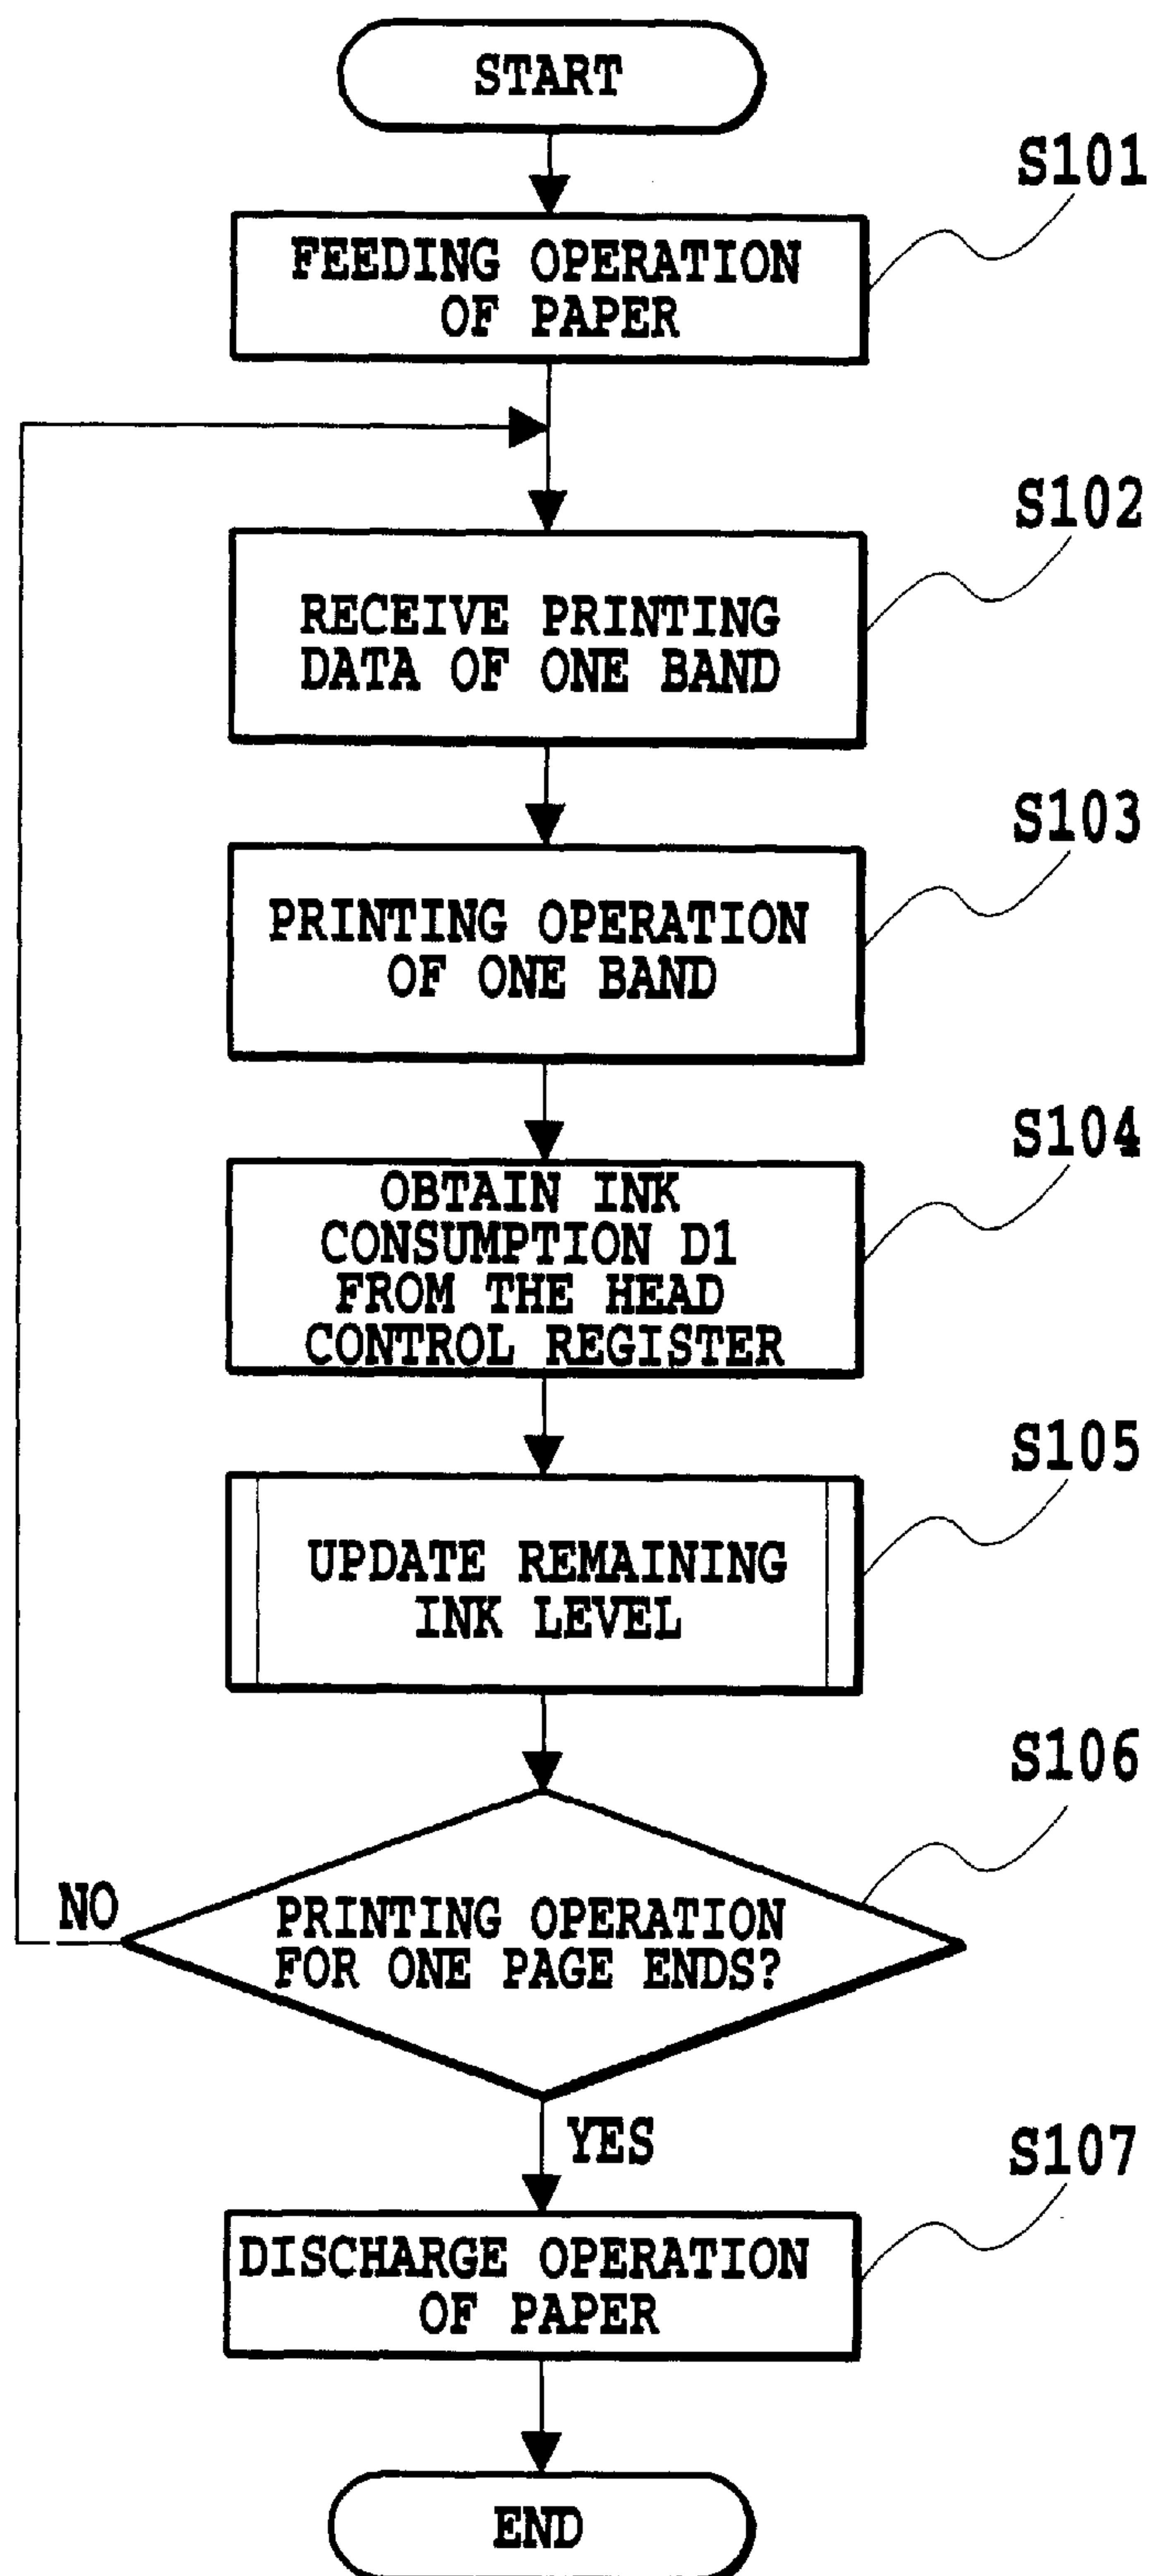 START
S101
FEEDING OPERATION
OF PAPER
S102
RECEIVE PRINTING
DATA OF ONE BAND
S103
PRINTING OPERATION
OF ONE BAND
S104
OBTAIN INK
CONSUMPTION D1
FROM THE HEAD
CONTROL REGISTER
S105
UPDATE REMAINING
INK LEVEL
S106
NO
PRINTING OPERATION
FOR ONE PAGE ENDS?
YES
S107
DISCHARGE OPERATION
OF PAPER
END